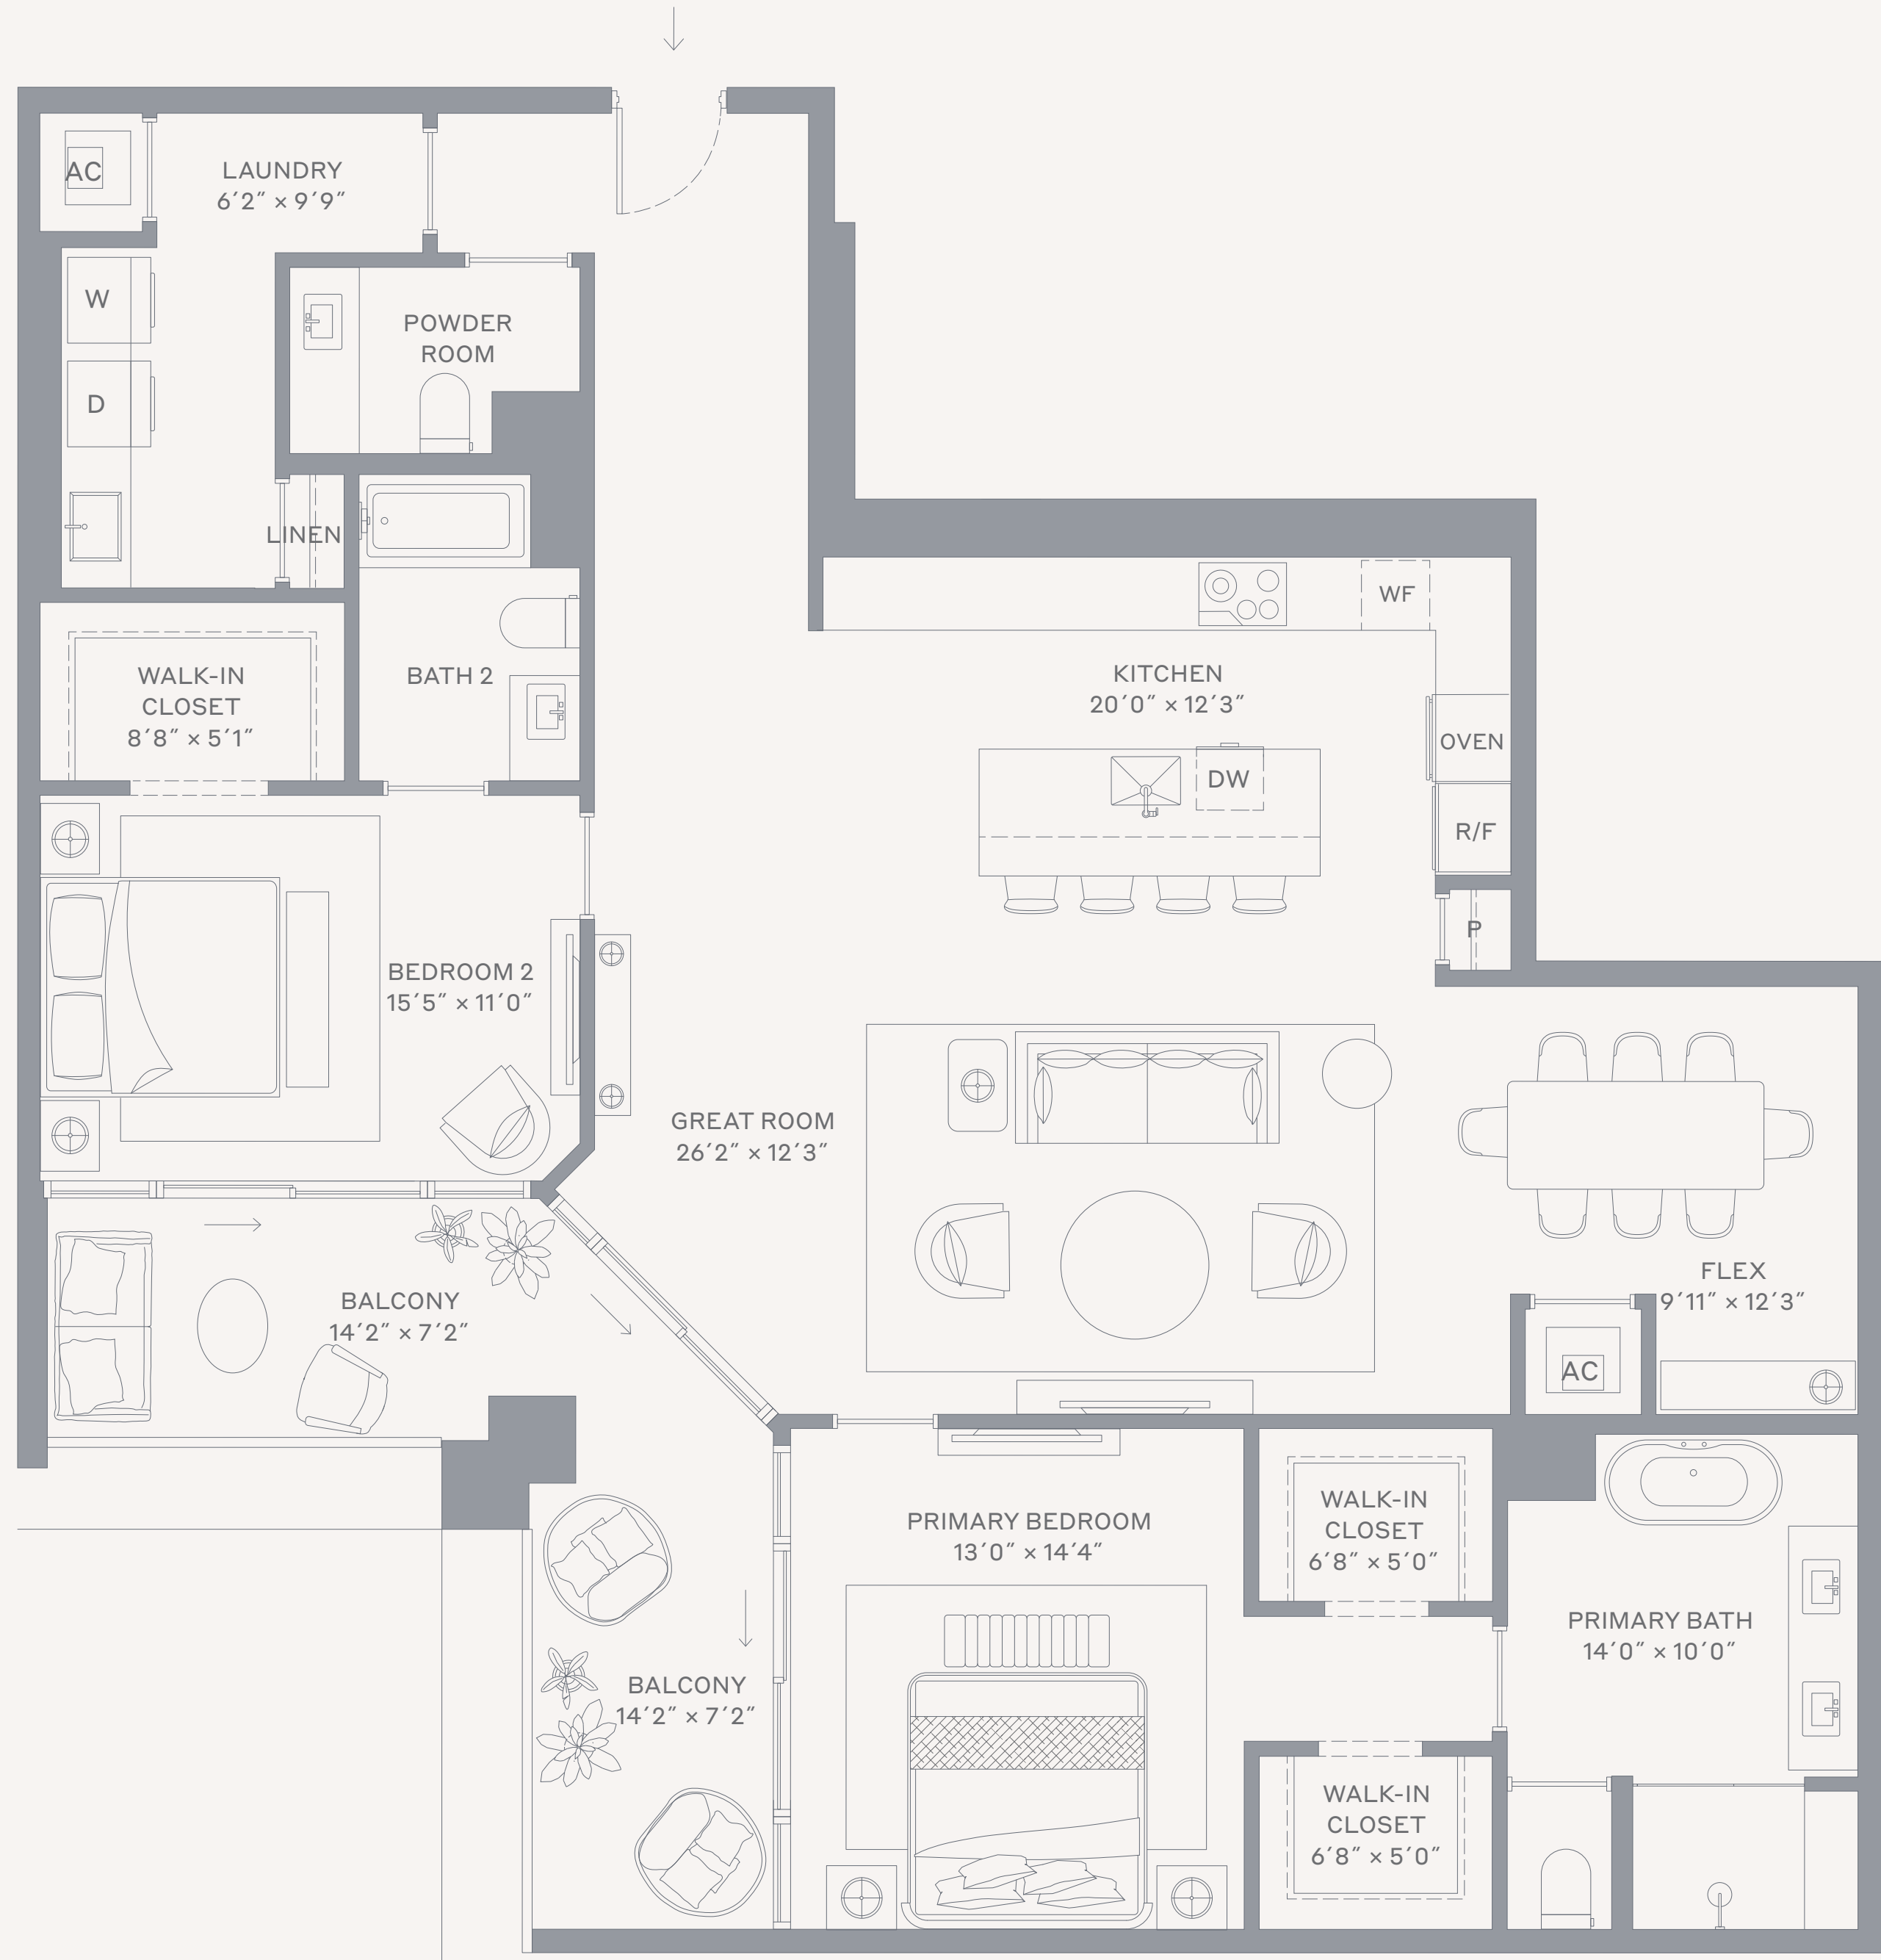 AC
LAUNDRY
6′2″ × 9′9″
W
POWDER
ROOM
D
LINEN
WALK-IN
CLOSET
8′8″ × 5′1″
BATH 2
WF
KITCHEN
20′0″ × 12′3″
OVEN
DW
R/F
P
BEDROOM 2
15′5″ × 11′0″
GREAT ROOM
26′2″ × 12′3″
FLEX
9′11″ × 12′3″
BALCONY
14′2″ × 7′2″
AC
PRIMARY BEDROOM
13′0″ × 14′4″
WALK-IN
CLOSET
6′8″ × 5′0″
PRIMARY BATH
14′0″ × 10′0″
BALCONY
14′2″ × 7′2″
WALK-IN
CLOSET
6′8″ × 5′0″